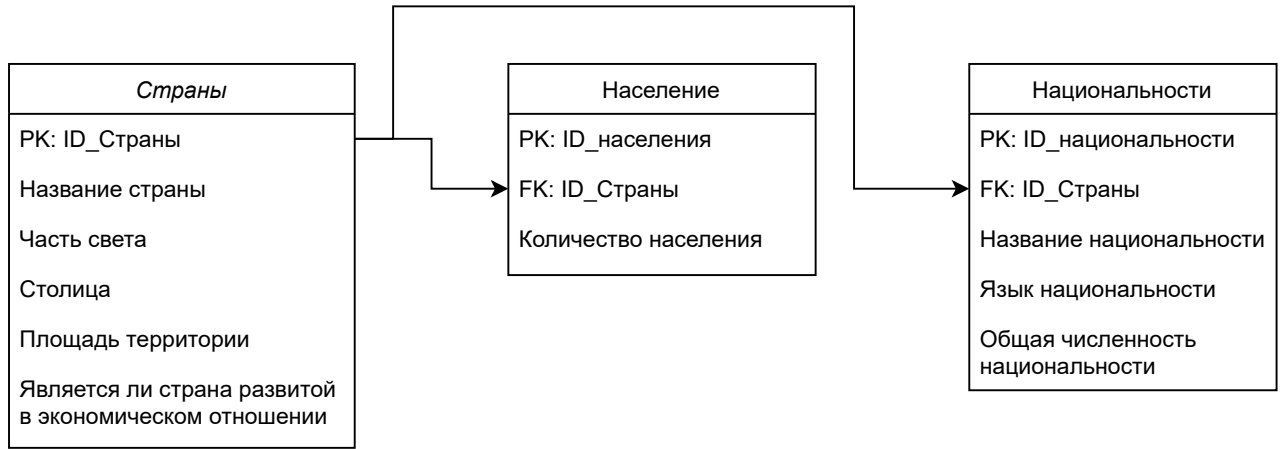 Страны
PK: ID_Страны
Название страны
Часть света
Столица
Площадь территории
Является ли страна развитой
в экономическом отношении
Население
PK: ID_населения
FK: ID_Страны
Количество населения
Национальности
PK: ID_национальности
FK: ID_Страны
Название национальности
Язык национальности
Общая численность
национальности